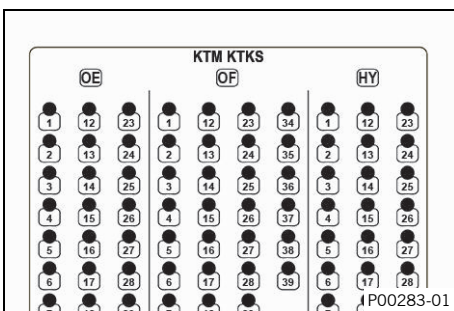 KTM KTKS
OE OF HY
1 12 23 1 12 23 34 1 12 23
2 13 24 2 13 24 35 2 13 24
3 14 25 3 14 25 36 3 14 25
4 15 26 4 15 26 37 4 15 26
5 16 27 5 16 27 38 5 16 27
6 17 28 6 17 28 39 6 17 28
P00283-01